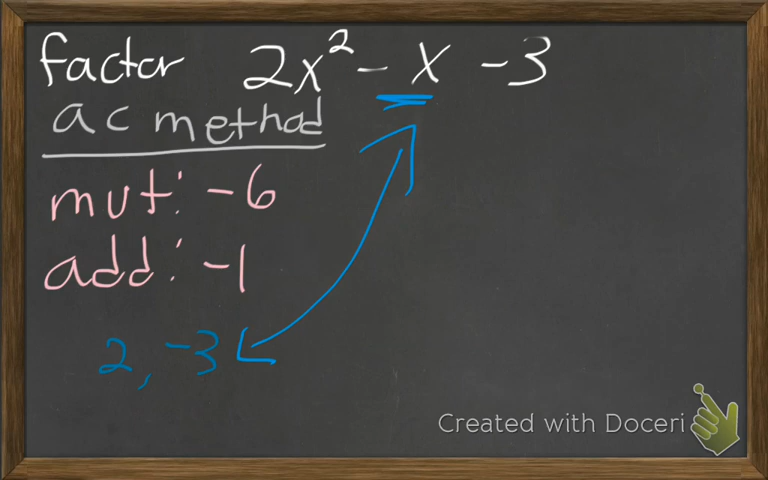 factor 2x² - x - 3
ac method
mut: -6
add: -1
2, -3
Created with Doceri